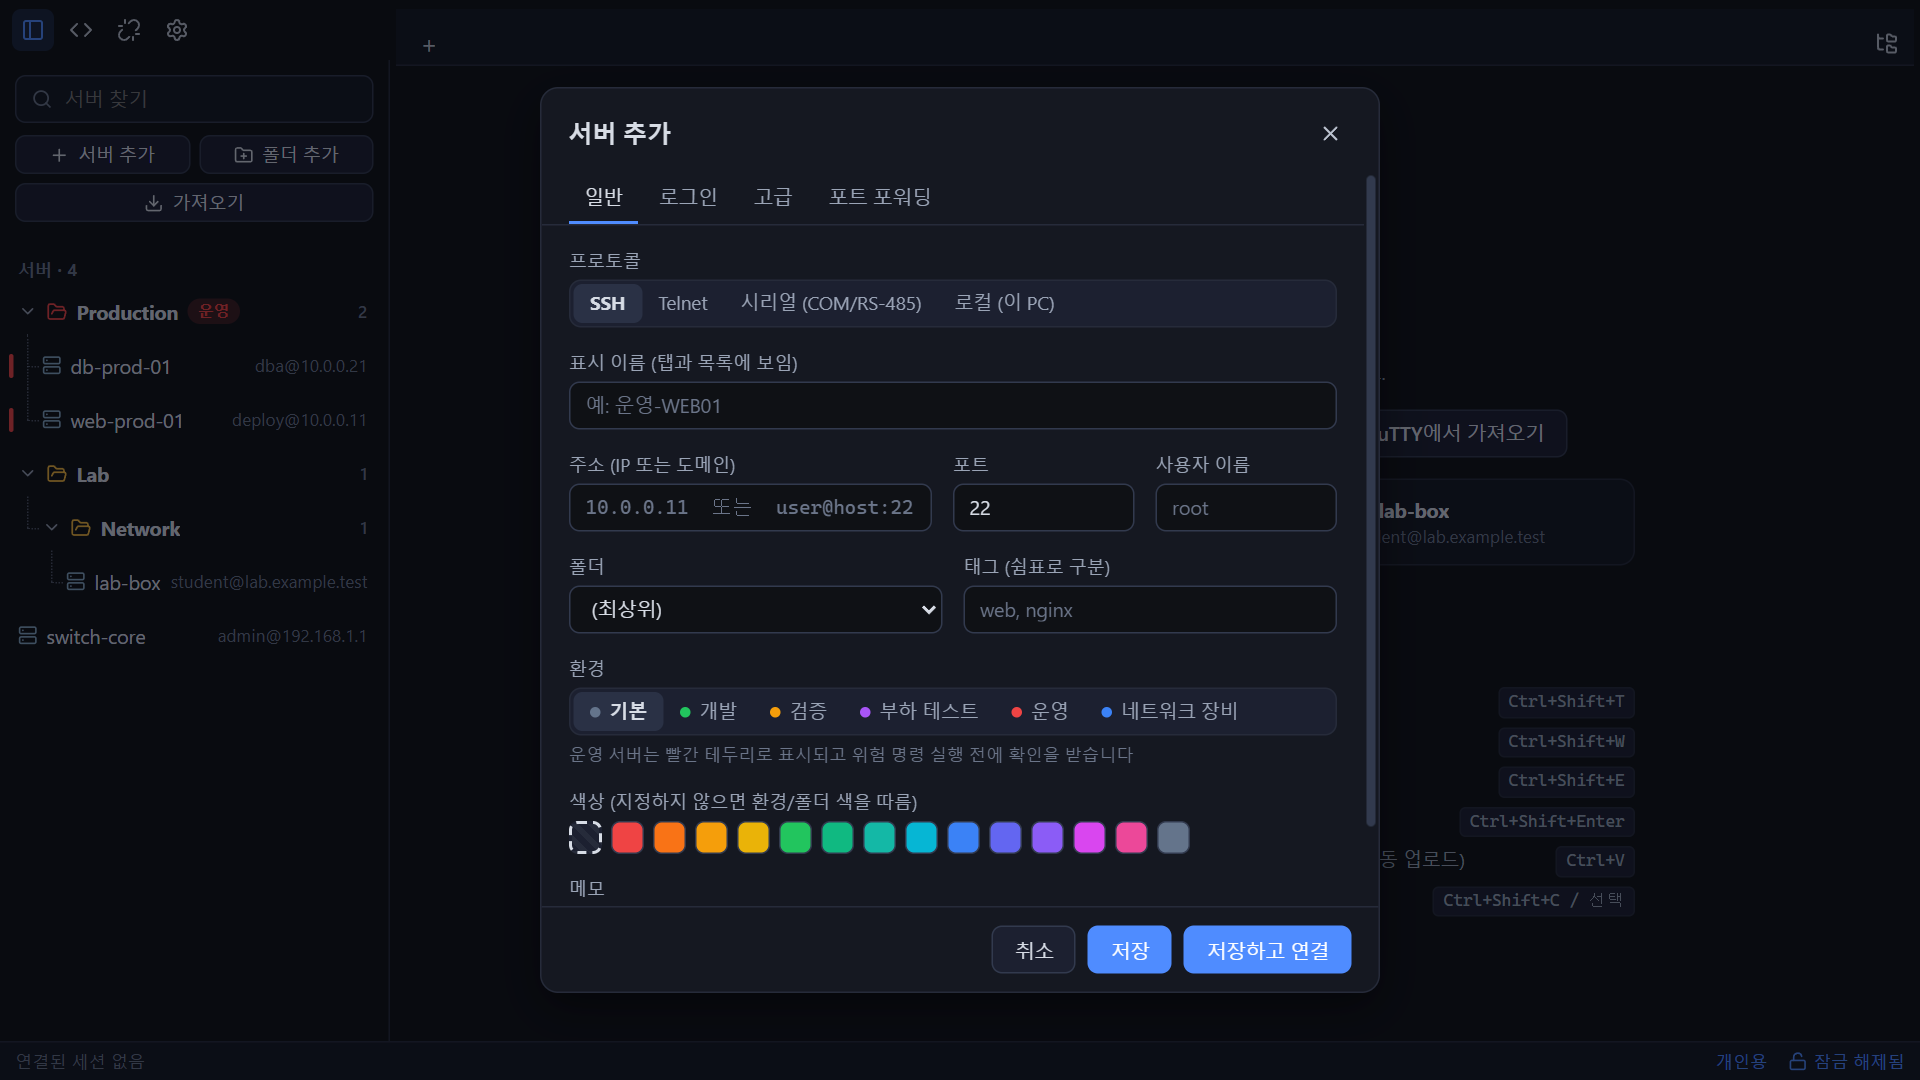 서버 찾기
서버 추가
폴더 추가
가져오기
서버 · 4
Production 운영 2
db-prod-01 dba@10.0.0.21
web-prod-01 deploy@10.0.0.11
Lab 1
Network 1
lab-box student@lab.example.test
switch-core admin@192.168.1.1
연결된 세션 없음
서버 추가
일반 로그인 고급 포트 포워딩
프로토콜
SSH Telnet 시리얼 (COM/RS-485) 로컬 (이 PC)
표시 이름 (탭과 목록에 보임)
예: 운영-WEB01
주소 (IP 또는 도메인) 포트 사용자 이름
10.0.0.11 또는 user@host:22 22 root
폴더 태그 (쉼표로 구분)
(최상위) web, nginx
환경
기본 개발 검증 부하 테스트 운영 네트워크 장비
운영 서버는 빨간 테두리로 표시되고 위험 명령 실행 전에 확인을 받습니다
색상 (지정하지 않으면 환경/폴더 색을 따름)
메모
취소 저장 저장하고 연결
uTTY에서 가져오기
lab-box
ent@lab.example.test
Ctrl+Shift+T
Ctrl+Shift+W
Ctrl+Shift+E
Ctrl+Shift+Enter
동 업로드) Ctrl+V
Ctrl+Shift+C / 선택
개인용 잠금 해제됨